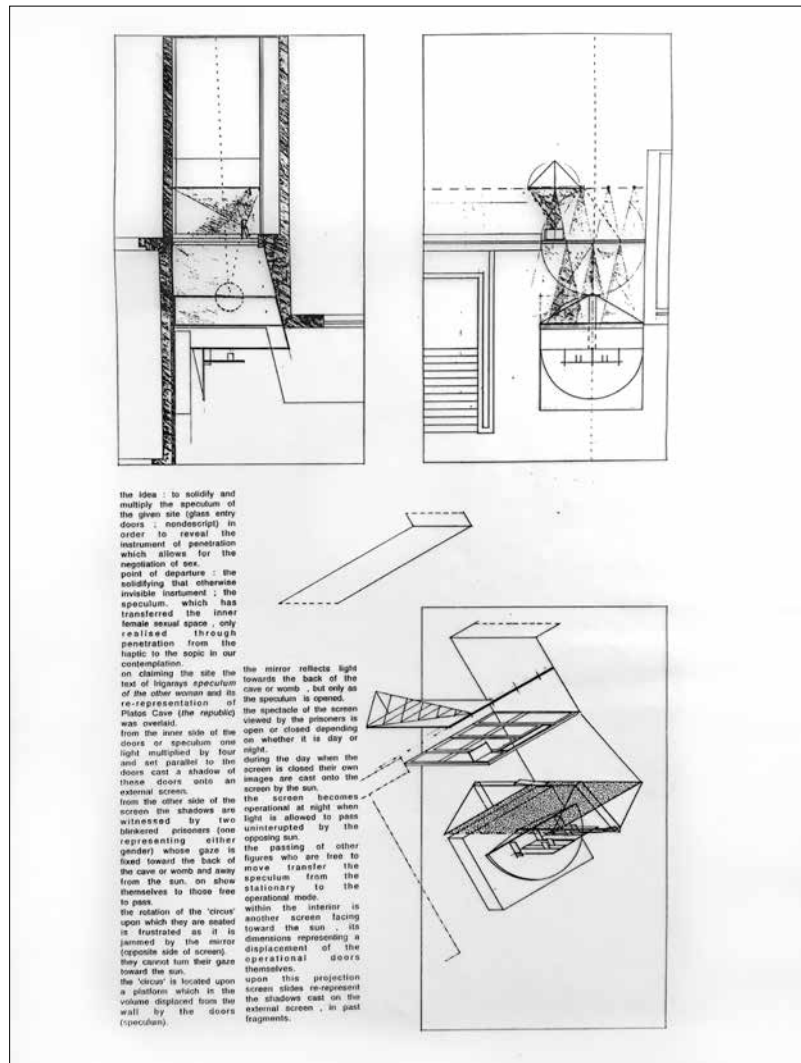 the idea : to solidify and
multiply the speculum of
the given site (glass entry
doors ; nondescript) in
order to reveal the
instrument of penetration
which allows for the
negotiation of sex.
point of departure : the
solidifying that otherwise
invisible insrtument ; the
speculum. which has
transferred the inner
female sexual space , only
realised through
penetration from the
haptic to the sopic in our
contemplation.
on claiming the site the
text of Irigarays speculum
of the other woman and its
re-representation of
Platos Cave (the republic)
was overlaid.
from the inner side of the
doors or speculum one
light multiplied by four
and set parallel to the
doors cast a shadow of
these doors onto an
external screen.
from the other side of the
screen the shadows are
witnessed by two
blinkered prisoners (one
representing either
gender) whose gaze is
fixed toward the back of
the cave or womb and away
from the sun. on show
themselves to those free
to pass.
the rotation of the 'circus'
upon which they are seated
is frustrated as it is
jammed by the mirror
(opposite side of screen).
they cannot turn their gaze
toward the sun.
the 'circus' is located upon
a platform which is the
volume displaced from the
wall by the doors
(speculum).
the mirror reflects light
towards the back of the
cave or womb , but only as
the speculum is opened.
the spectacle of the screen
viewed by the prisoners is
open or closed depending
on whether it is day or
night.
during the day when the
screen is closed their own
images are cast onto the
screen by the sun.
the screen becomes
operational at night when
light is allowed to pass
uninterupted by the
opposing sun.
the passing of other
figures who are free to
move transfer the
speculum from the
stationary to the
operational mode.
within the interior is
another screen facing
toward the sun , its
dimensions representing a
displacement of the
operational doors
themselves.
upon this projection
screen slides re-represent
the shadows cast on the
external screen , in past
fragments.